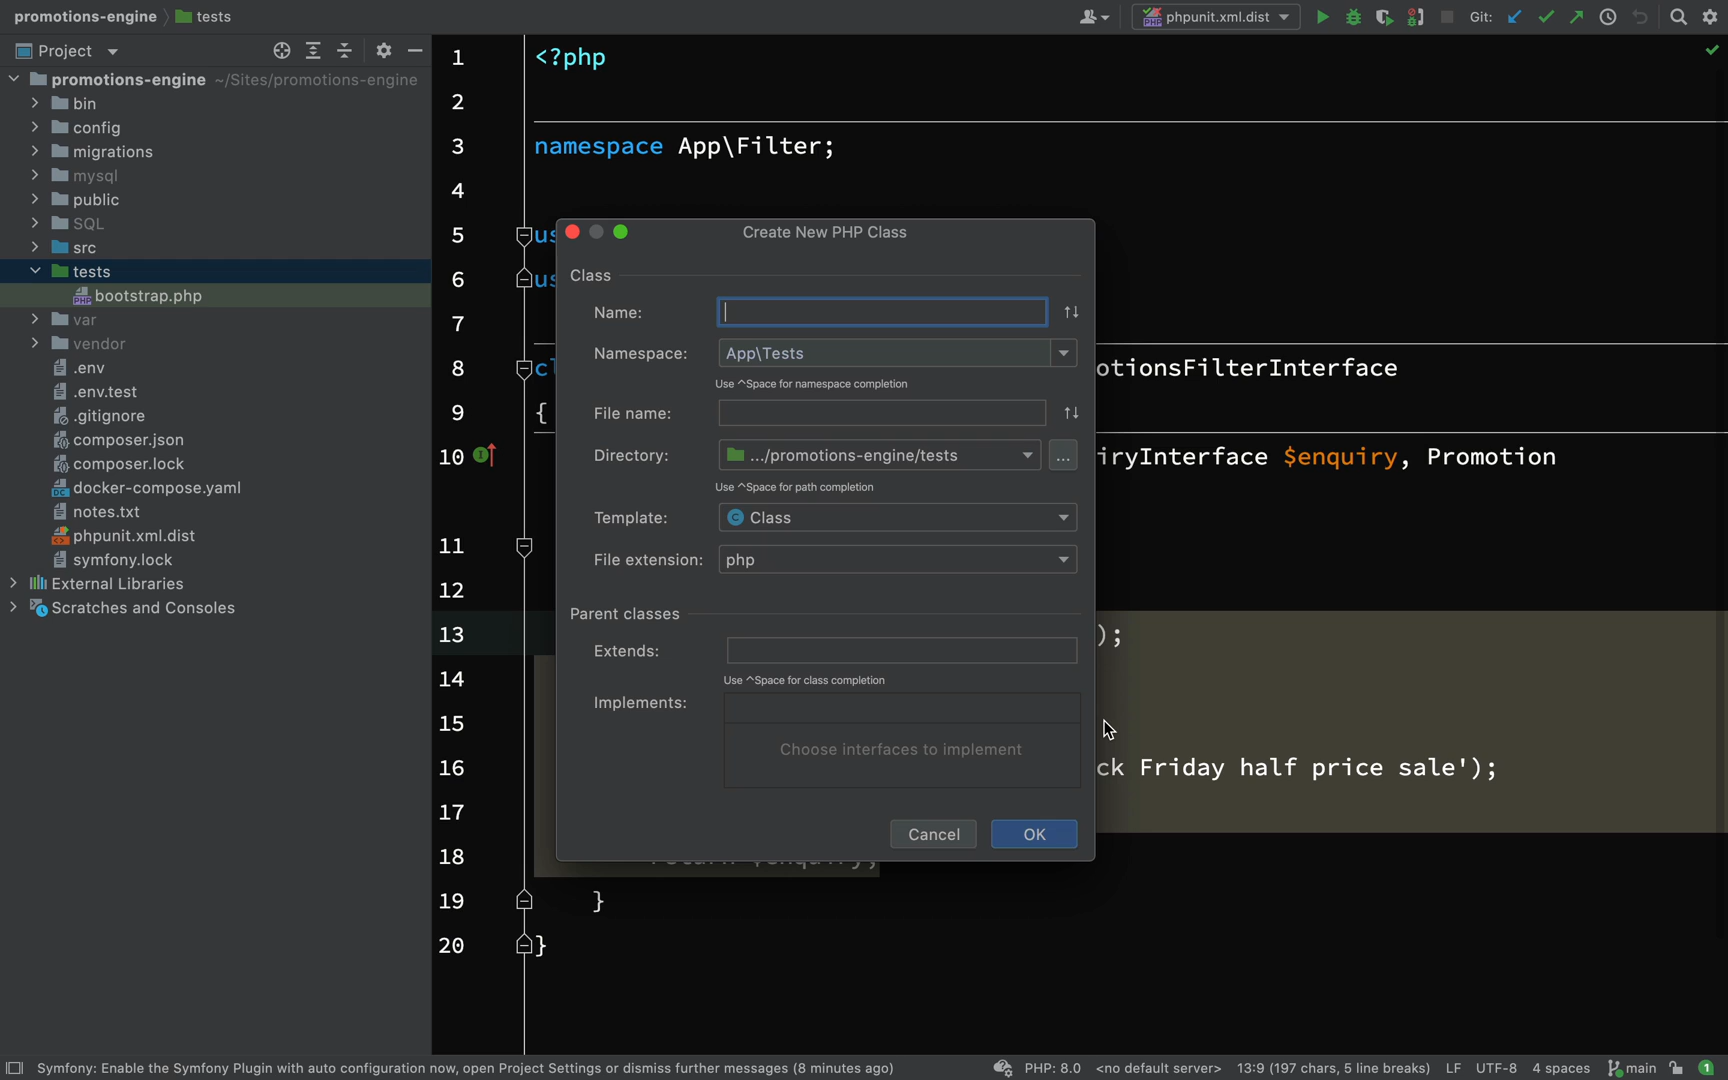 promotions-engine tests
phpunit.xml.dist Git:
Project
promotions-engine ~/Sites/promotions-engine
bin
config
migrations
mysql
public
SQL
src
tests
bootstrap.php
var
vendor
.env
.env.test
.gitignore
composer.json
composer.lock
docker-compose.yaml
notes.txt
phpunit.xml.dist
symfony.lock
External Libraries
Scratches and Consoles
1 <?php
2
3 namespace App\Filter;
4
5 us
6 us
7
8 cl otionsFilterInterface
9 {
10 iryInterface $enquiry, Promotion
11
12
13 );
14
15
16 ck Friday half price sale');
17
18 return $enquiry;
19 }
20 }
Create New PHP Class
Class
Name:
Namespace: App\Tests
Use ^Space for namespace completion
File name:
Directory: .../promotions-engine/tests ...
Use ^Space for path completion
Template: C Class
File extension: php
Parent classes
Extends:
Use ^Space for class completion
Implements:
Choose interfaces to implement
Cancel OK
Symfony: Enable the Symfony Plugin with auto configuration now, open Project Settings or dismiss further messages (8 minutes ago) PHP: 8.0 <no default server> 13:9 (197 chars, 5 line breaks) LF UTF-8 4 spaces main 1